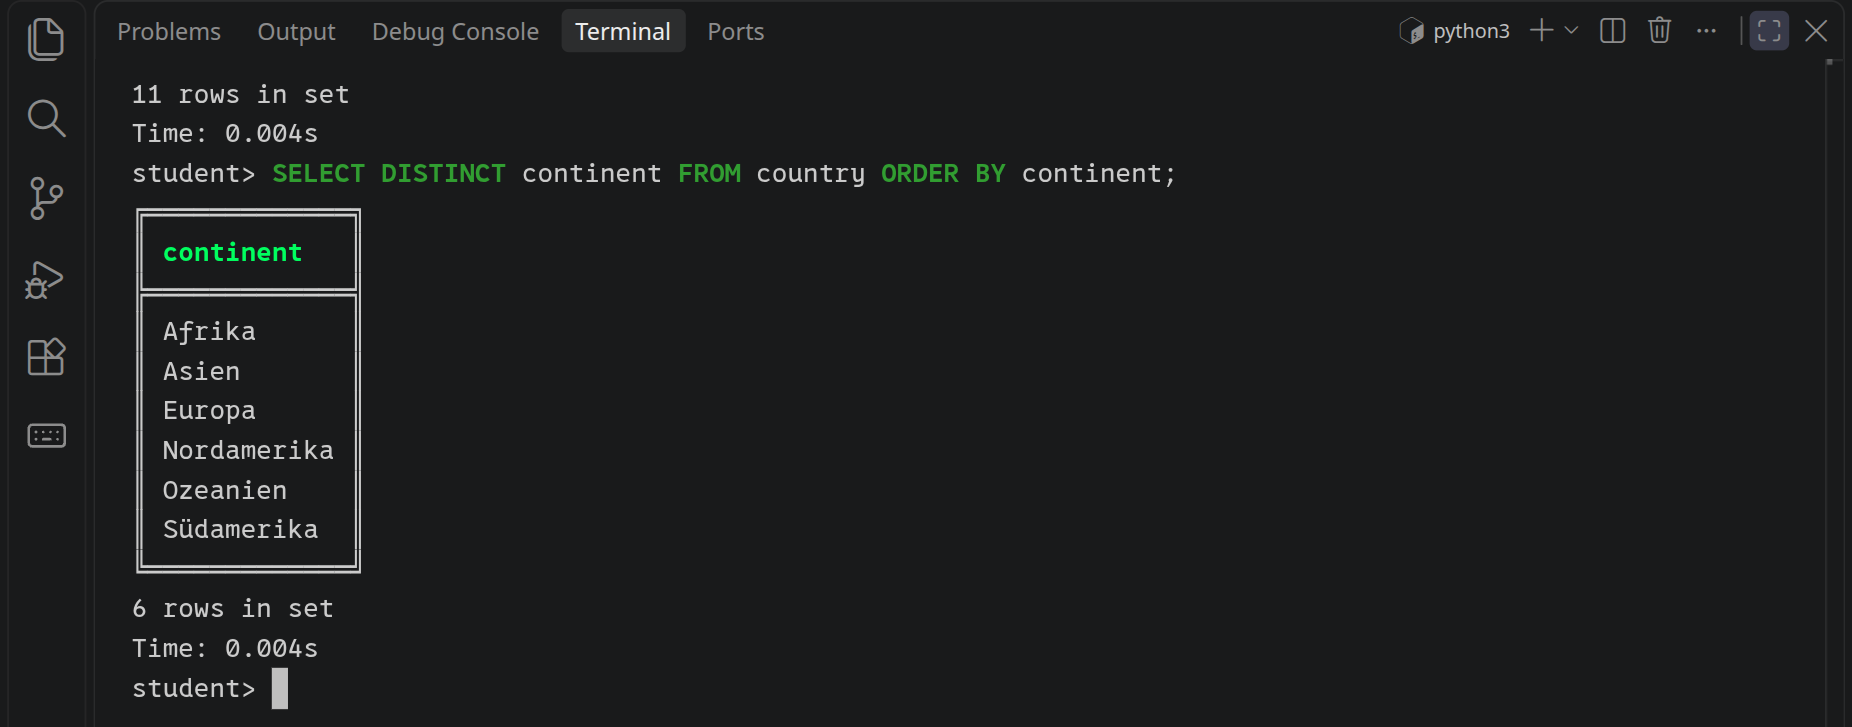 Problems Output Debug Console Terminal Ports python3
11 rows in set
Time: 0.004s
student> SELECT DISTINCT continent FROM country ORDER BY continent;
continent
Afrika
Asien
Europa
Nordamerika
Ozeanien
Südamerika
6 rows in set
Time: 0.004s
student>